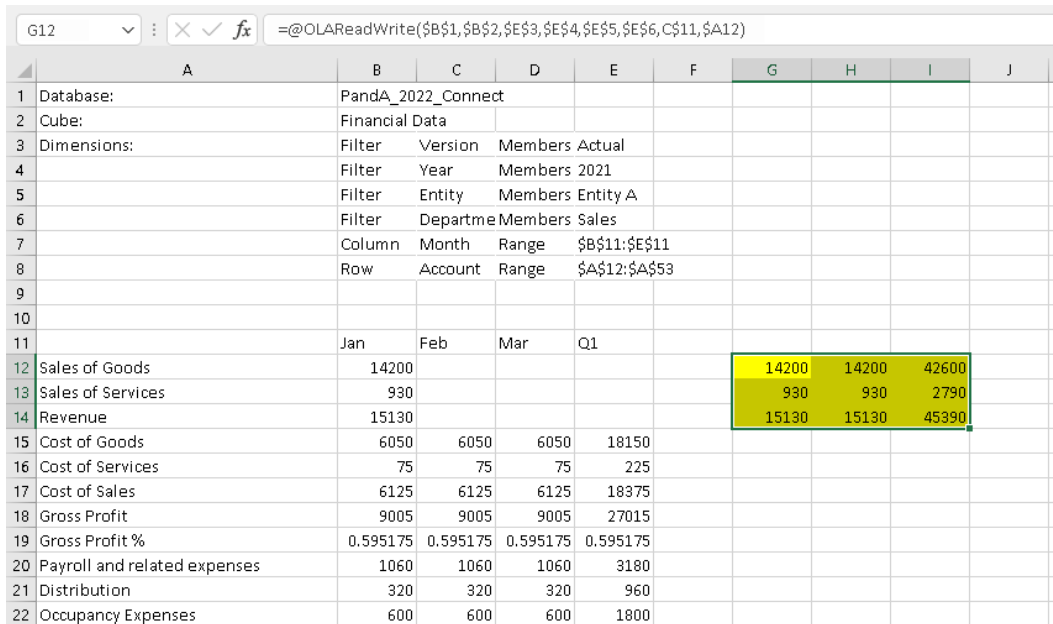 G12 fx =@OLAReadWrite($B$1,$B$2,$E$3,$E$4,$E$5,$E$6,C$11,$A12)
A B C D E F G H I J
1 Database: PandA_2022_Connect
2 Cube: Financial Data
3 Dimensions: Filter Version Members Actual
4 Filter Year Members 2021
5 Filter Entity Members Entity A
6 Filter Departme Members Sales
7 Column Month Range $B$11:$E$11
8 Row Account Range $A$12:$A$53
9
10
11 Jan Feb Mar Q1
12 Sales of Goods 14200 14200 14200 42600
13 Sales of Services 930 930 930 2790
14 Revenue 15130 15130 15130 45390
15 Cost of Goods 6050 6050 6050 18150
16 Cost of Services 75 75 75 225
17 Cost of Sales 6125 6125 6125 18375
18 Gross Profit 9005 9005 9005 27015
19 Gross Profit % 0.595175 0.595175 0.595175 0.595175
20 Payroll and related expenses 1060 1060 1060 3180
21 Distribution 320 320 320 960
22 Occupancy Expenses 600 600 600 1800